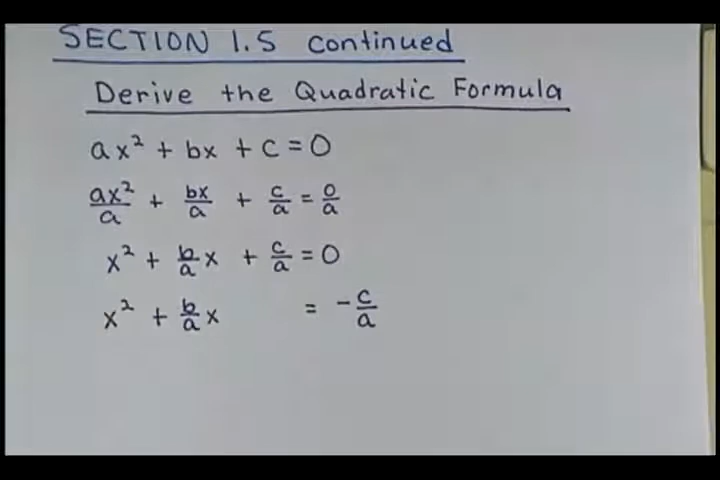 SECTION 1.5 continued
Derive the Quadratic Formula
ax² + bx + c = 0
ax²/a + bx/a + c/a = 0/a
x² + b/a x + c/a = 0
x² + b/a x = - c/a